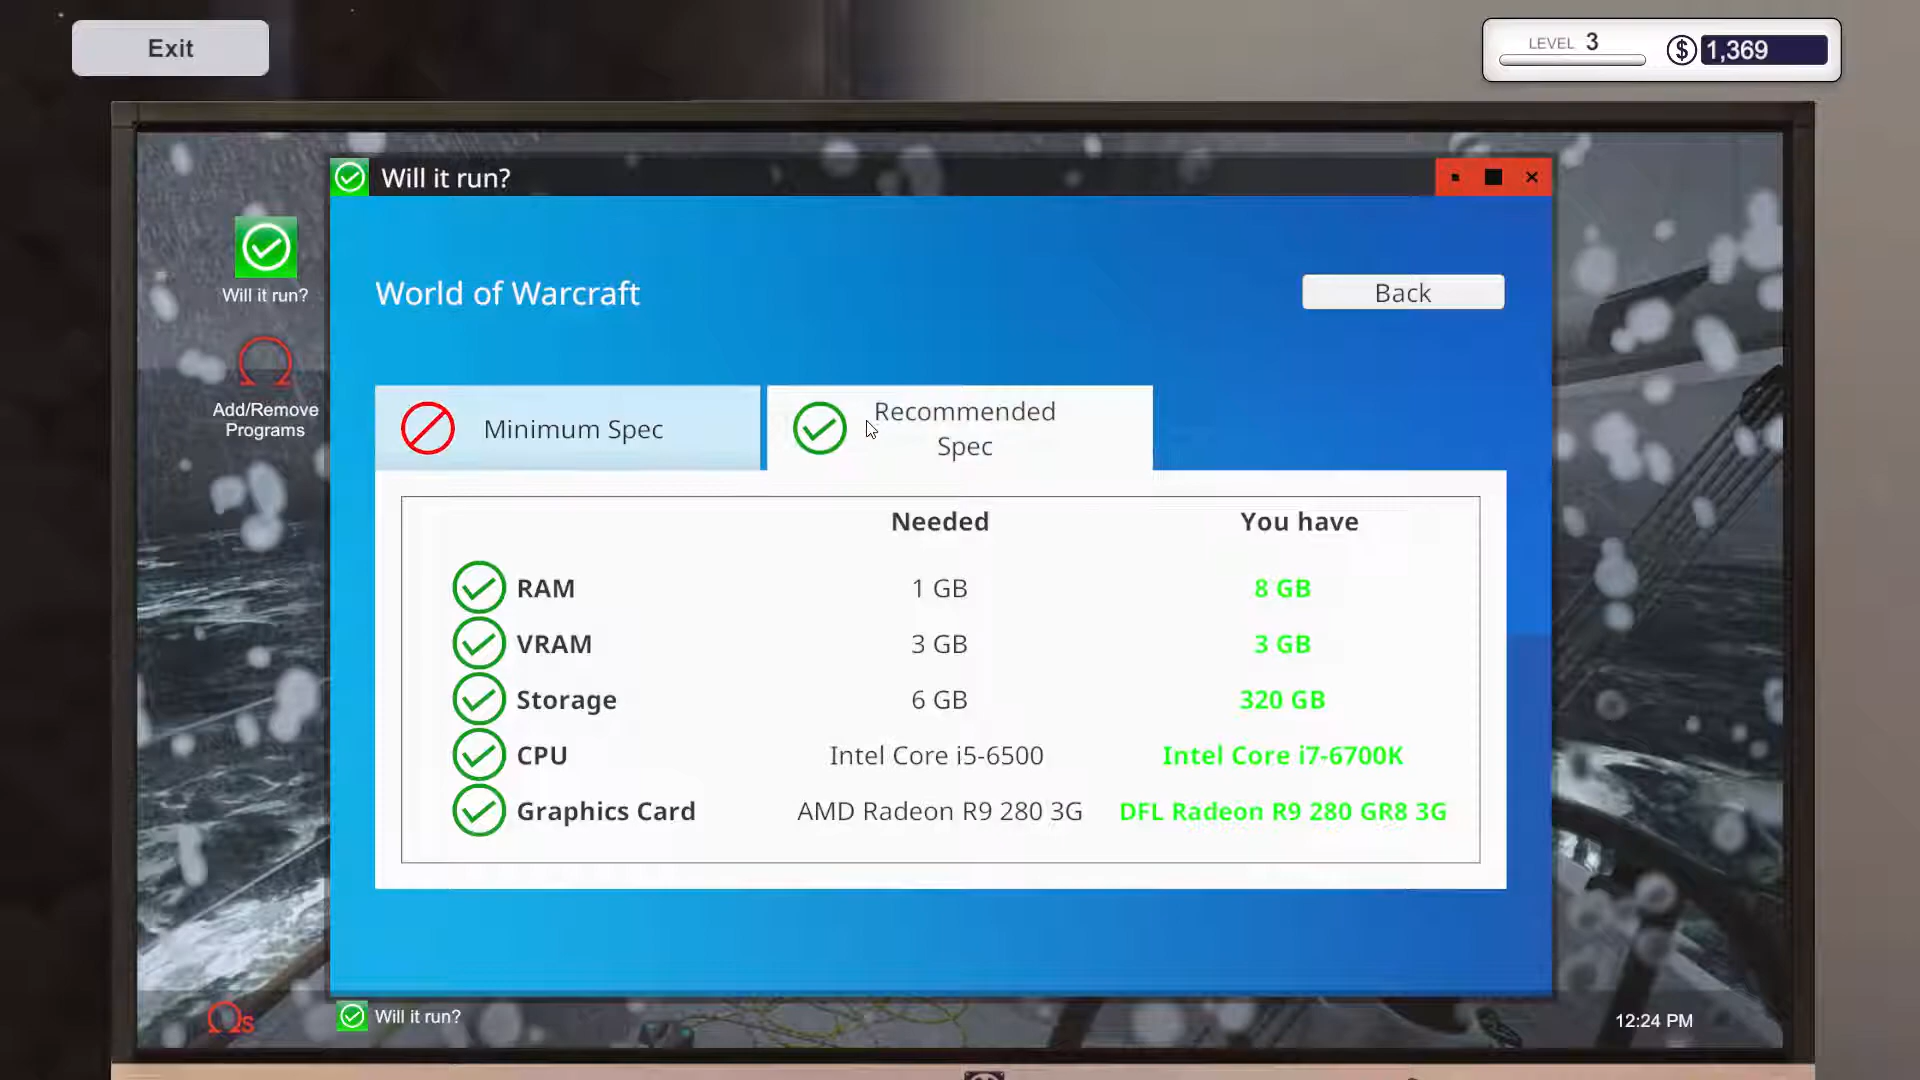 Exit
LEVEL 3
$ 1,369
Will it run?
Will it run?
Add/Remove
Programs
World of Warcraft
Back
Minimum Spec
Recommended
Spec
Needed You have
RAM 1 GB 8 GB
VRAM 3 GB 3 GB
Storage 6 GB 320 GB
CPU Intel Core i5-6500 Intel Core i7-6700K
Graphics Card AMD Radeon R9 280 3G DFL Radeon R9 280 GR8 3G
Ωs
Will it run?
12:24 PM